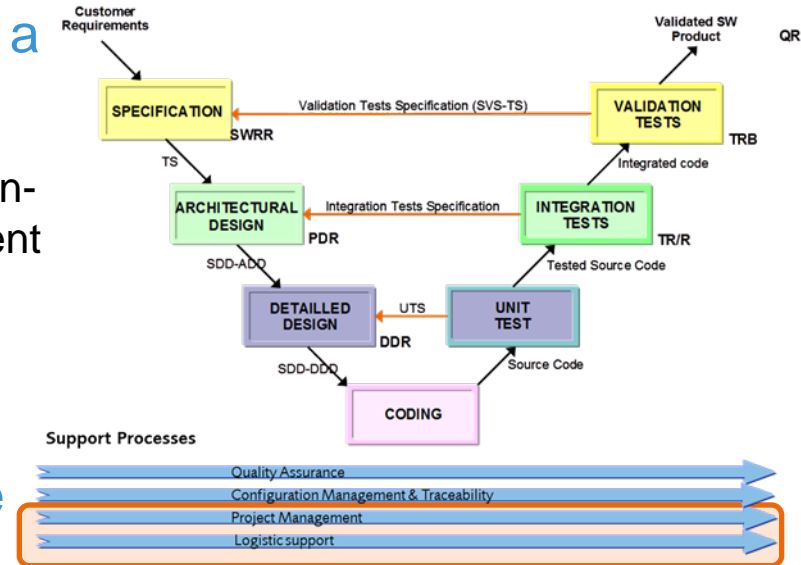 a
Customer
Requirements
Validated SW
Product
QR
SPECIFICATION
SWRR
Validation Tests Specification (SVS-TS)
VALIDATION
TESTS
TRB
TS
Integrated code
n-
ent
ARCHITECTURAL
DESIGN
PDR
Integration Tests Specification
INTEGRATION
TESTS
TR/R
SDD-ADD
Tested Source Code
DETAILLED
DESIGN
DDR
UTS
UNIT
TEST
SDD-DDD
Source Code
CODING
Support Processes
Quality Assurance
e
Configuration Management & Traceability
Project Management
Logistic support